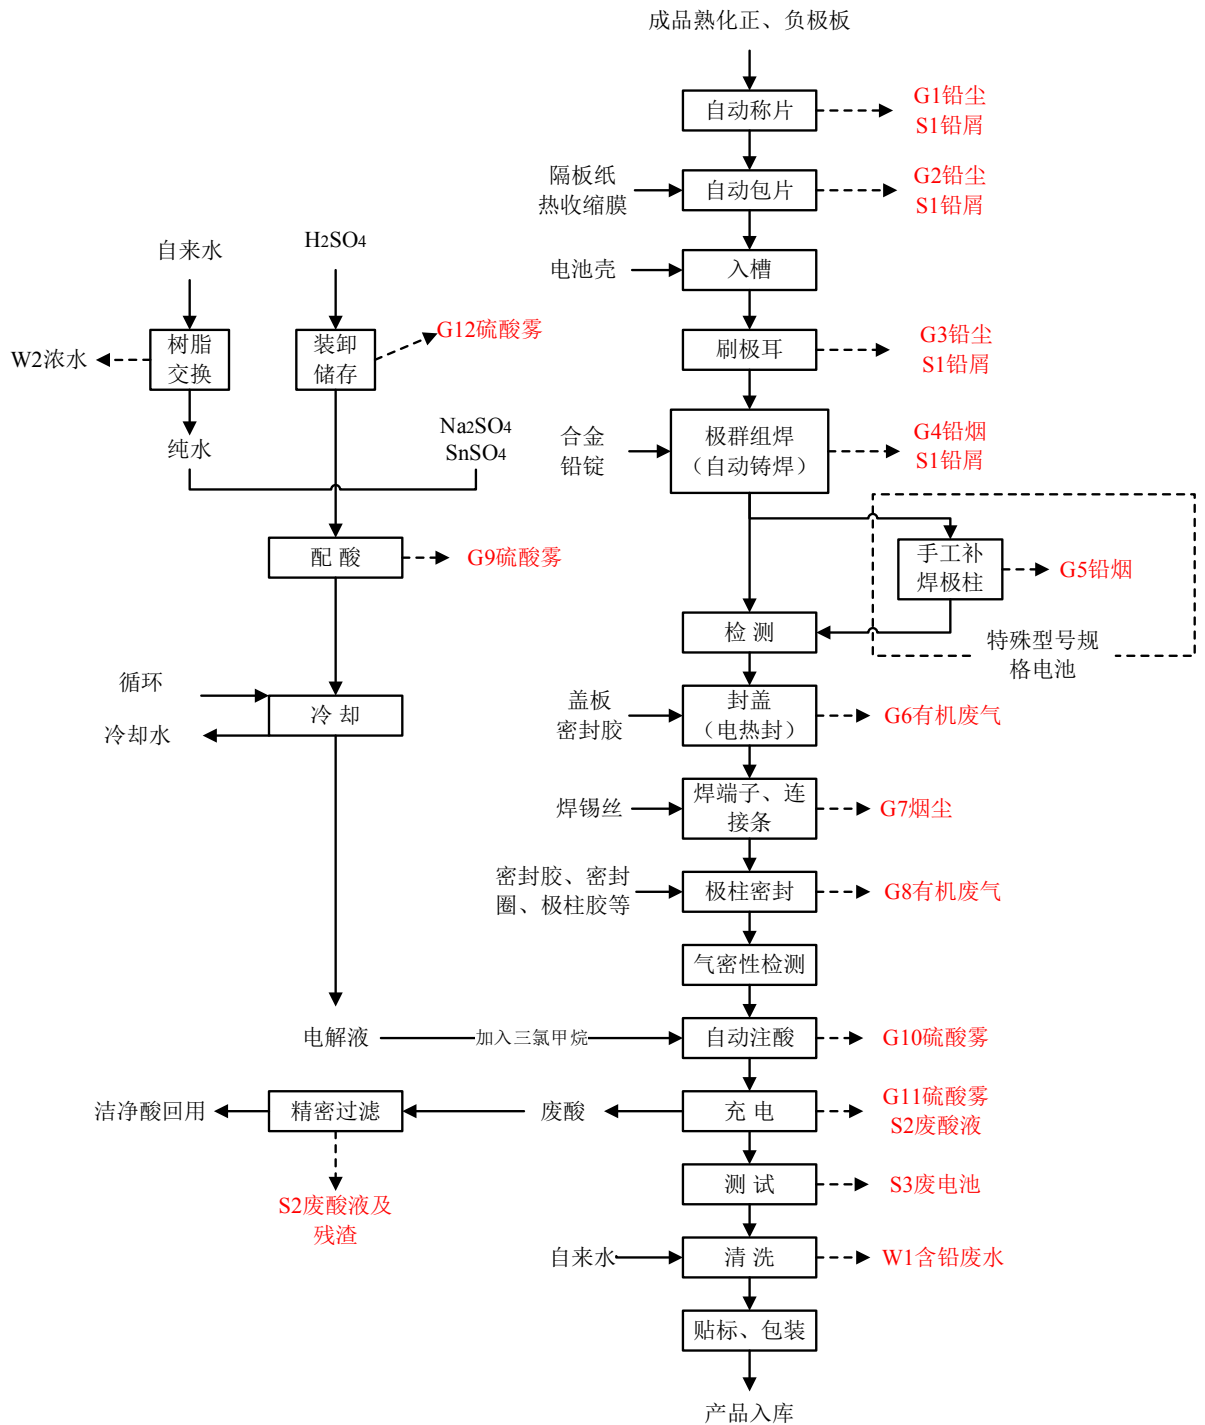 成品熟化正、负极板
自动称片
G1铅尘
S1铅屑
隔板纸
热收缩膜
自动包片
G2铅尘
S1铅屑
自来水
H2SO4
电池壳
入槽
W2浓水
树脂
交换
装卸
储存
G12硫酸雾
刷极耳
G3铅尘
S1铅屑
纯水
Na2SO4
SnSO4
合金
铅锭
极群组焊
（自动铸焊）
G4铅烟
S1铅屑
配 酸
G9硫酸雾
手工补
焊极柱
G5铅烟
检 测
特殊型号规
格电池
循环
冷却水
冷 却
盖板
密封胶
封盖
（电热封）
G6有机废气
焊锡丝
焊端子、连
接条
G7烟尘
密封胶、密封
圈、极柱胶等
极柱密封
G8有机废气
气密性检测
电解液
加入三氯甲烷
自动注酸
G10硫酸雾
洁净酸回用
精密过滤
废酸
充 电
G11硫酸雾
S2废酸液
S2废酸液及
残渣
测 试
S3废电池
自来水
清 洗
W1含铅废水
贴标、包装
产品入库